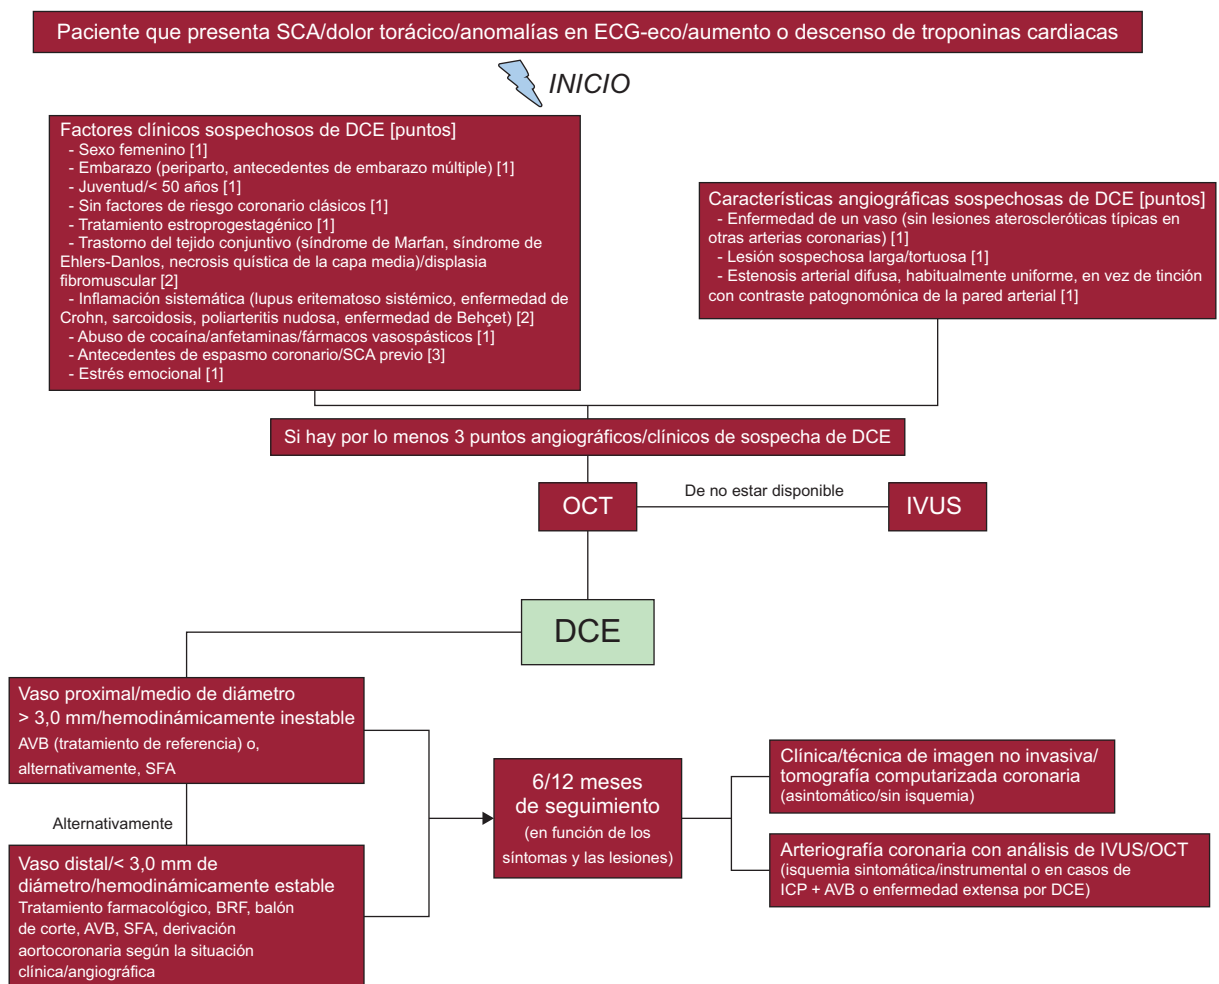 Paciente que presenta SCA/dolor torácico/anomalías en ECG-eco/aumento o descenso de troponinas cardiacas
INICIO
Factores clínicos sospechosos de DCE [puntos]
- Sexo femenino [1]
- Embarazo (periparto, antecedentes de embarazo múltiple) [1]
- Juventud/< 50 años [1]
- Sin factores de riesgo coronario clásicos [1]
- Tratamiento estroprogestagénico [1]
- Trastorno del tejido conjuntivo (síndrome de Marfan, síndrome de
Ehlers-Danlos, necrosis quística de la capa media)/displasia
fibromuscular [2]
- Inflamación sistemática (lupus eritematoso sistémico, enfermedad de
Crohn, sarcoidosis, poliarteritis nudosa, enfermedad de Behçet) [2]
- Abuso de cocaína/anfetaminas/fármacos vasospásticos [1]
- Antecedentes de espasmo coronario/SCA previo [3]
- Estrés emocional [1]
Características angiográficas sospechosas de DCE [puntos]
- Enfermedad de un vaso (sin lesiones ateroscleróticas típicas en
otras arterias coronarias) [1]
- Lesión sospechosa larga/tortuosa [1]
- Estenosis arterial difusa, habitualmente uniforme, en vez de tinción
con contraste patognomónica de la pared arterial [1]
Si hay por lo menos 3 puntos angiográficos/clínicos de sospecha de DCE
OCT
De no estar disponible
IVUS
DCE
Vaso proximal/medio de diámetro
> 3,0 mm/hemodinámicamente inestable
AVB (tratamiento de referencia) o,
alternativamente, SFA
Alternativamente
Vaso distal/< 3,0 mm de
diámetro/hemodinámicamente estable
Tratamiento farmacológico, BRF, balón
de corte, AVB, SFA, derivación
aortocoronaria según la situación
clínica/angiográfica
6/12 meses
de seguimiento
(en función de los
síntomas y las lesiones)
Clínica/técnica de imagen no invasiva/
tomografía computarizada coronaria
(asintomático/sin isquemia)
Arteriografía coronaria con análisis de IVUS/OCT
(isquemia sintomática/instrumental o en casos de
ICP + AVB o enfermedad extensa por DCE)